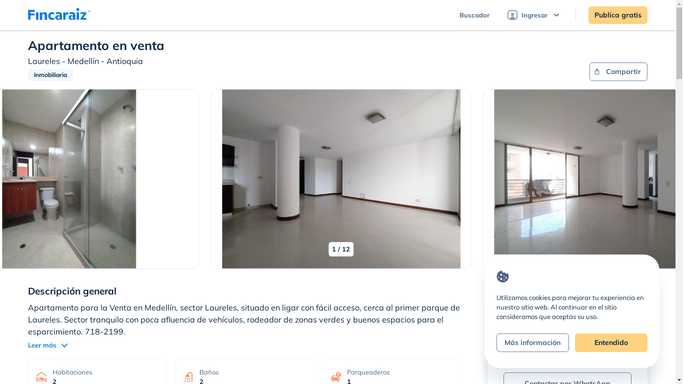 Fincaraíz
Buscador
Ingresar
Publica gratis
Apartamento en venta
Laureles - Medellín - Antioquia
Inmobiliaria
Compartir
1 / 12
Descripción general
Apartamento para la Venta en Medellín, sector Laureles, situado en ligar con fácil acceso, cerca al primer parque de
Laureles. Sector tranquilo con poca afluencia de vehículos, rodeador de zonas verdes y buenos espacios para el
esparcimiento. 718-2199.
Leer más
Habitaciones
2
Baños
2
Parqueaderos
1
Utilizamos cookies para mejorar tu experiencia en
nuestro sitio web. Al continuar en el sitio
consideramos que aceptas su uso.
Más información
Entendido
Contactar por WhatsApp